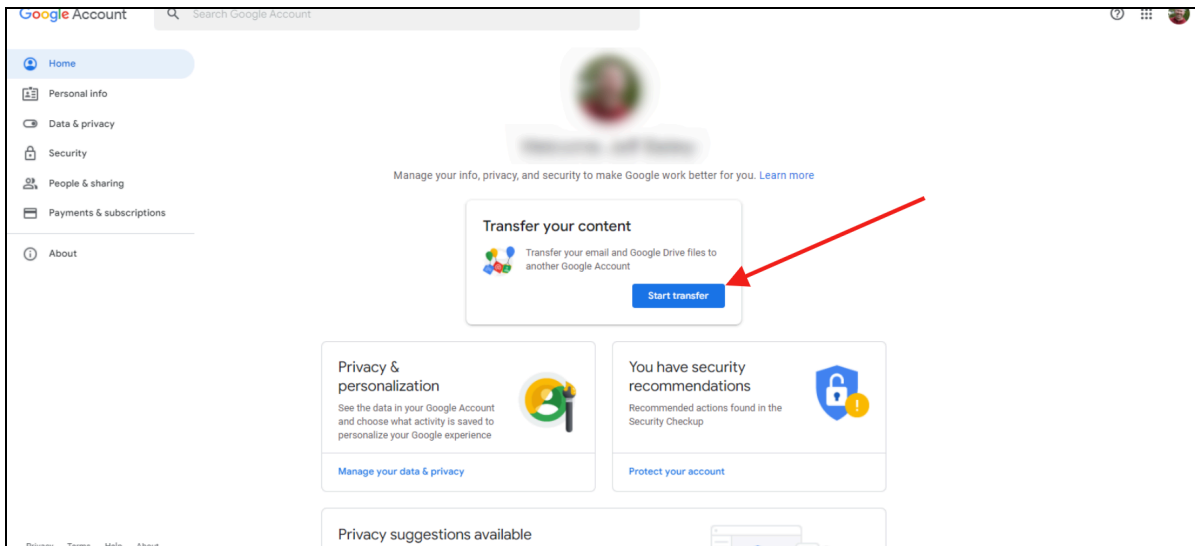 Google Account
Search Google Account
Home
Personal info
Data & privacy
Security
People & sharing
Payments & subscriptions
About
Manage your info, privacy, and security to make Google work better for you. Learn more
Transfer your content
Transfer your email and Google Drive files to
another Google Account
Start transfer
Privacy &
personalization
See the data in your Google Account
and choose what activity is saved to
personalize your Google experience
Manage your data & privacy
You have security
recommendations
Recommended actions found in the
Security Checkup
Protect your account
Privacy suggestions available
Privacy Terms Help About